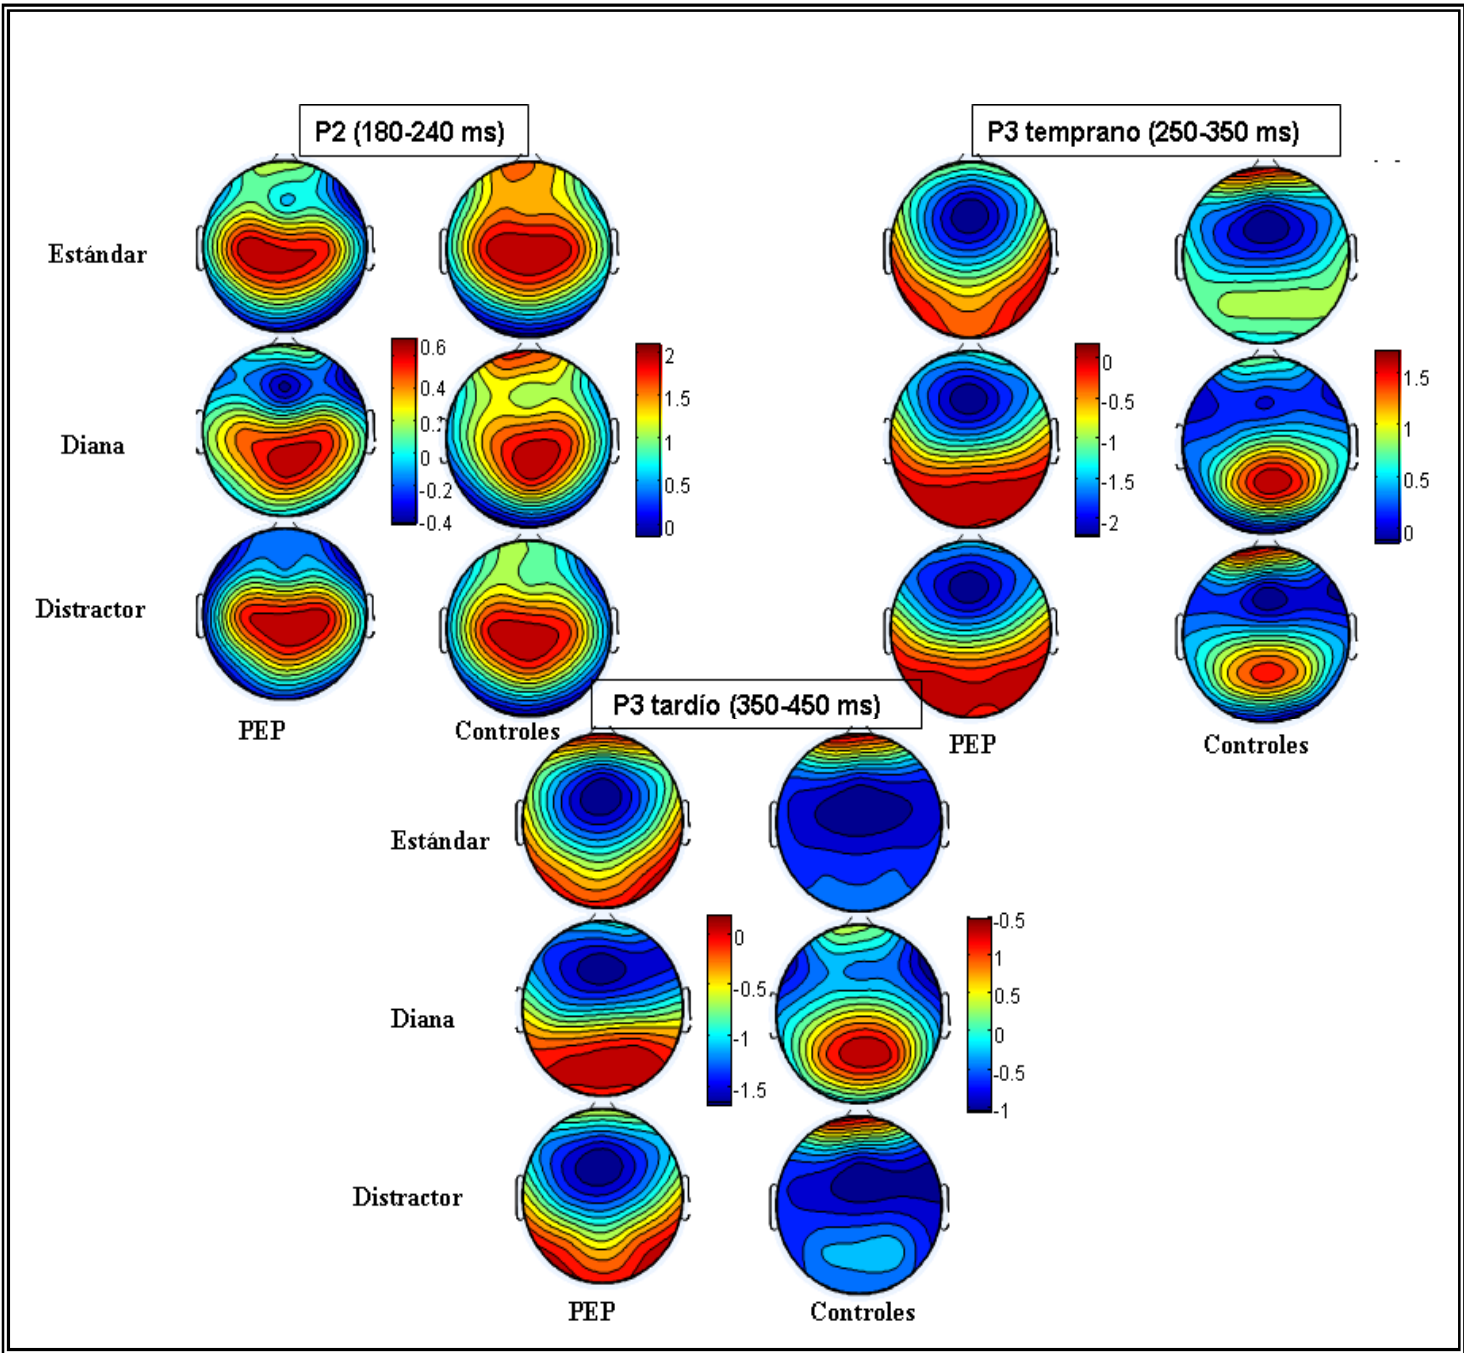 P2 (180-240 ms)
P3 temprano (250-350 ms)
Estándar
Diana
Distractor
0.6
0.4
0.2
0
-0.2
-0.4
2
1.5
1
0.5
0
0
-0.5
-1
-1.5
-2
1.5
1
0.5
0
PEP
Controles
PEP
Controles
P3 tardío (350-450 ms)
Estándar
Diana
Distractor
0
-0.5
-1
-1.5
-0.5
1
0.5
0
-0.5
-1
PEP
Controles